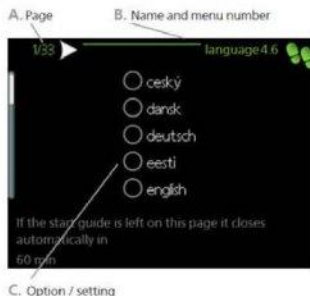 A. Page
B. Name and menu number
1/33
language 4.6
český
dansk
deutsch
eesti
english
If the start guide is left on this page it closes
automatically in
60 min
C. Option / setting